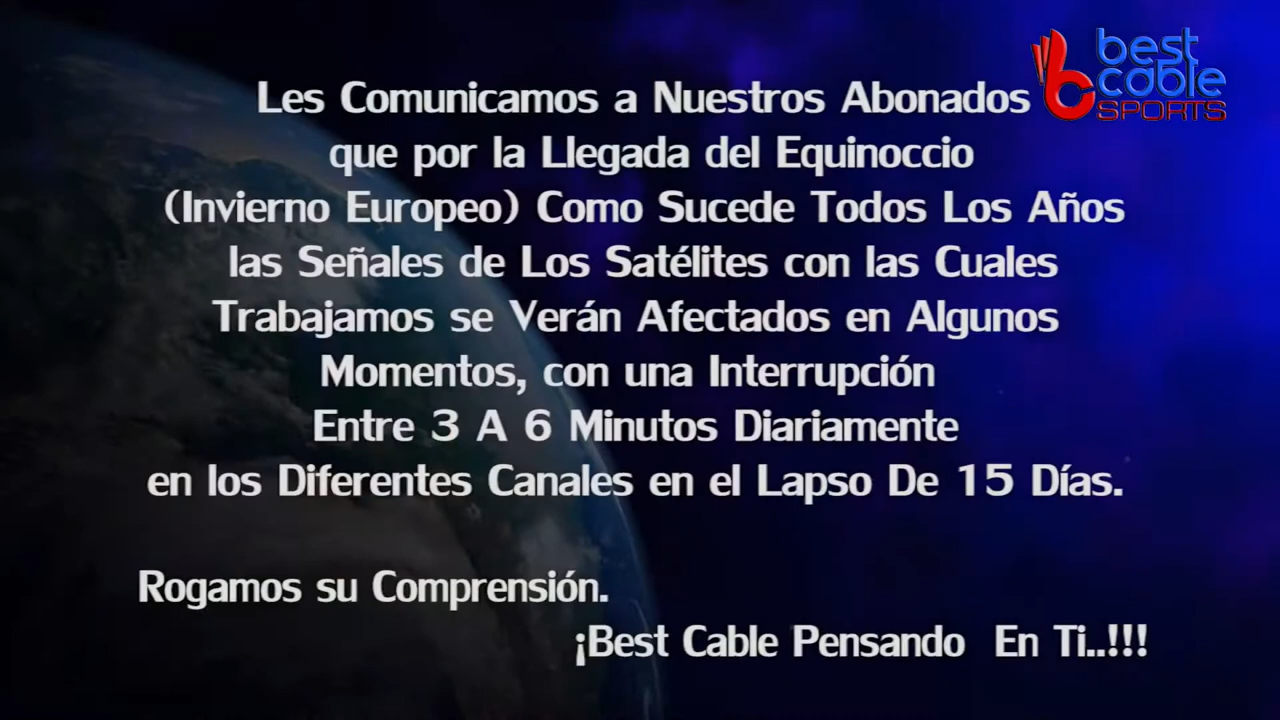 best
cable
SPORTS
Les Comunicamos a Nuestros Abonados
que por la Llegada del Equinoccio
(Invierno Europeo) Como Sucede Todos Los Años
las Señales de Los Satélites con las Cuales
Trabajamos se Verán Afectados en Algunos
Momentos, con una Interrupción
Entre 3 A 6 Minutos Diariamente
en los Diferentes Canales en el Lapso De 15 Días.
Rogamos su Comprensión.
¡Best Cable Pensando En Ti..!!!